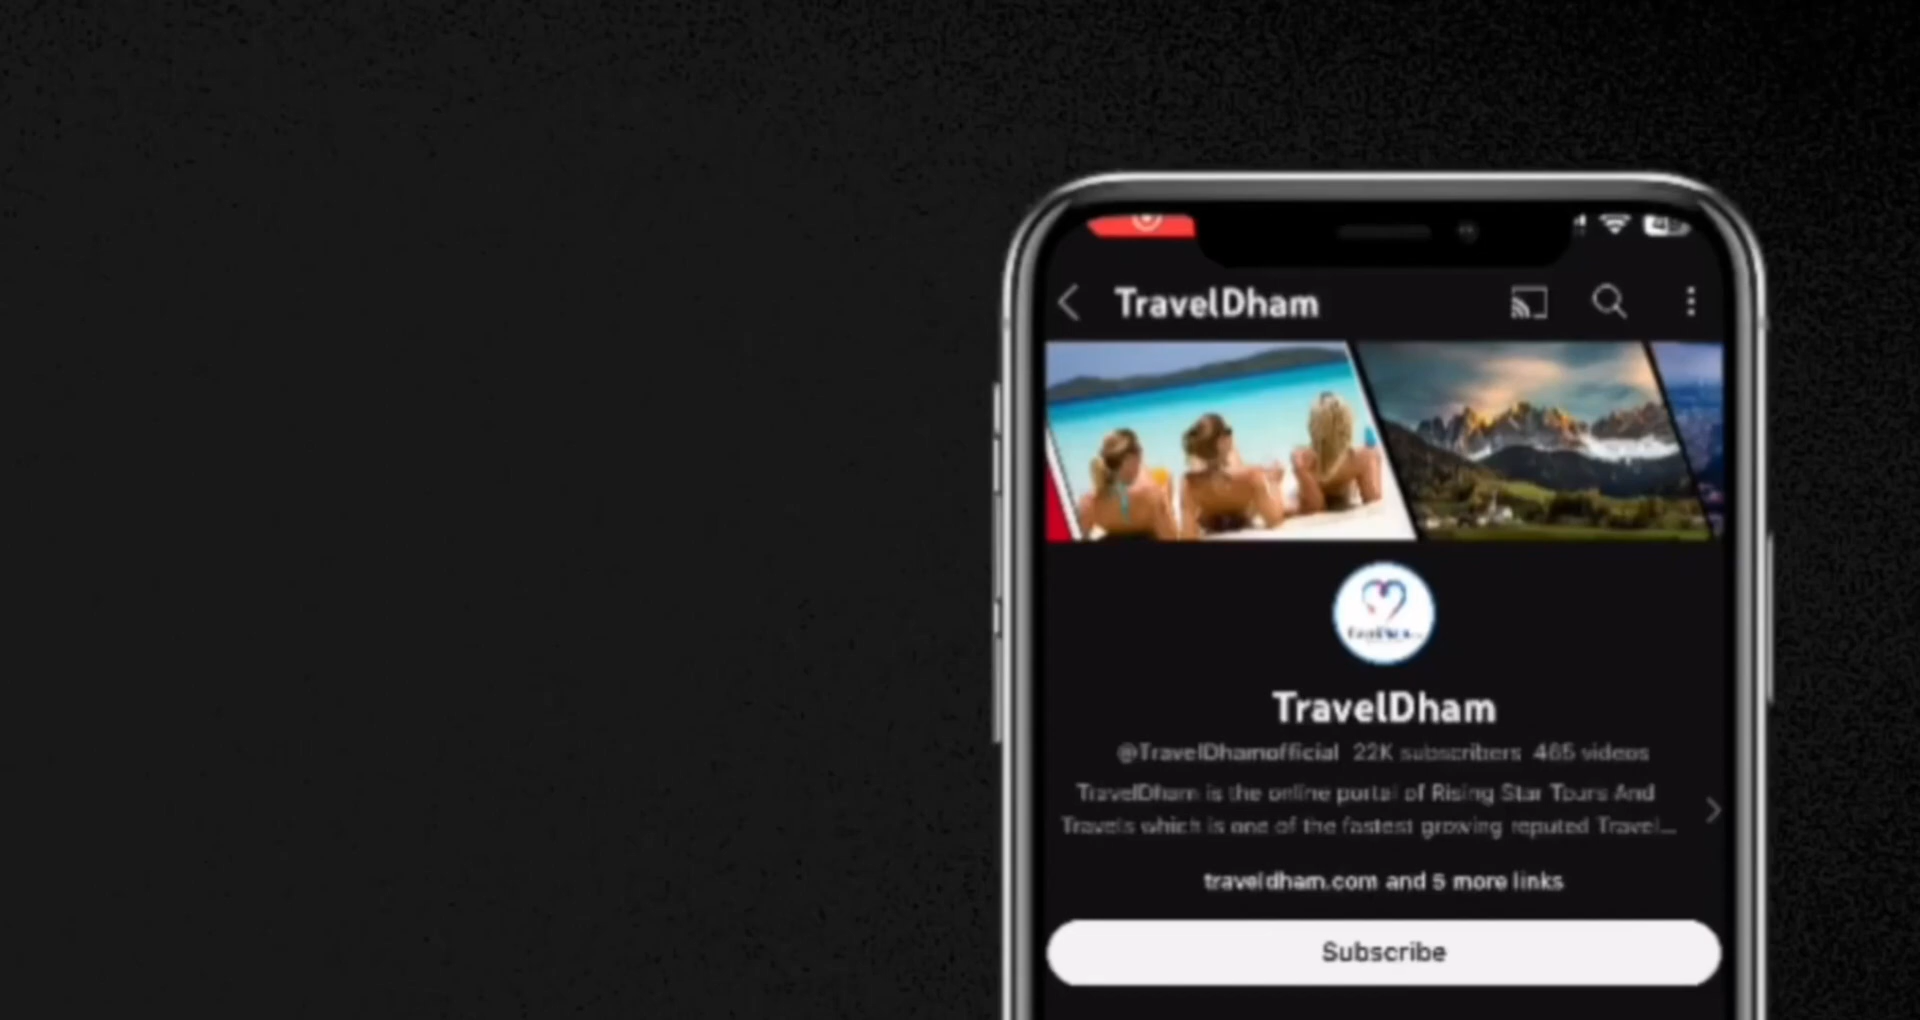 TravelDham
TravelDham
@TravelDhamofficial 22K subscribers 465 videos
TravelDham is the online portal of Rising Star Tours And
Travels which is one of the fastest growing reputed Travel...
traveldham.com and 5 more links
Subscribe